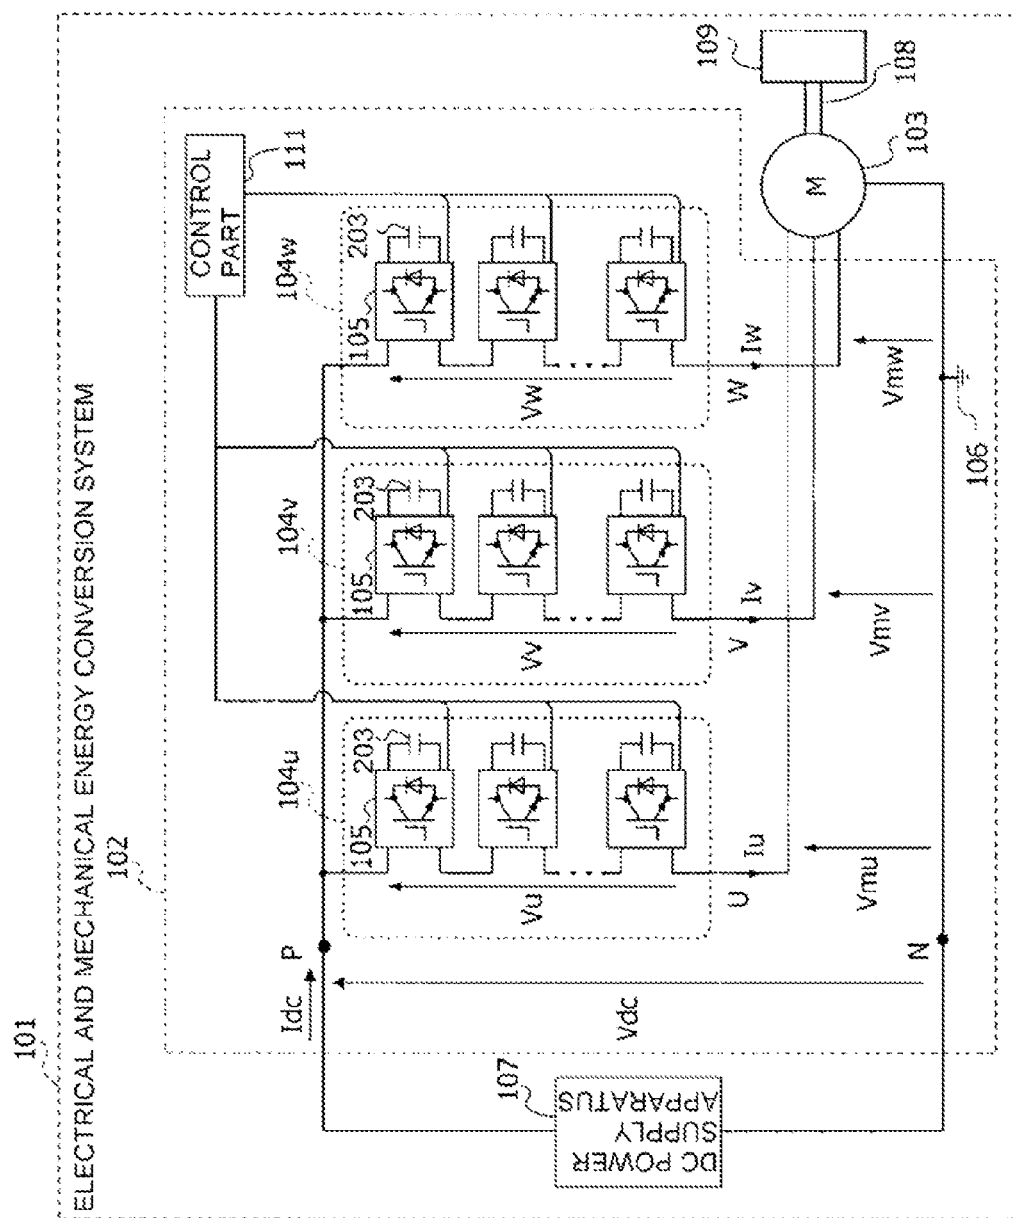 101
ELECTRICAL AND MECHANICAL ENERGY CONVERSION SYSTEM
102
CONTROL
PART
111
104u
104v
104w
105
203
105
203
105
203
P
Idc
Vdc
Vu
Vv
Vw
107
DC POWER
SUPPLY
APPARATUS
U
Iu
V
Iv
W
Iw
Vmu
Vmv
Vmw
N
106
M
103
108
109